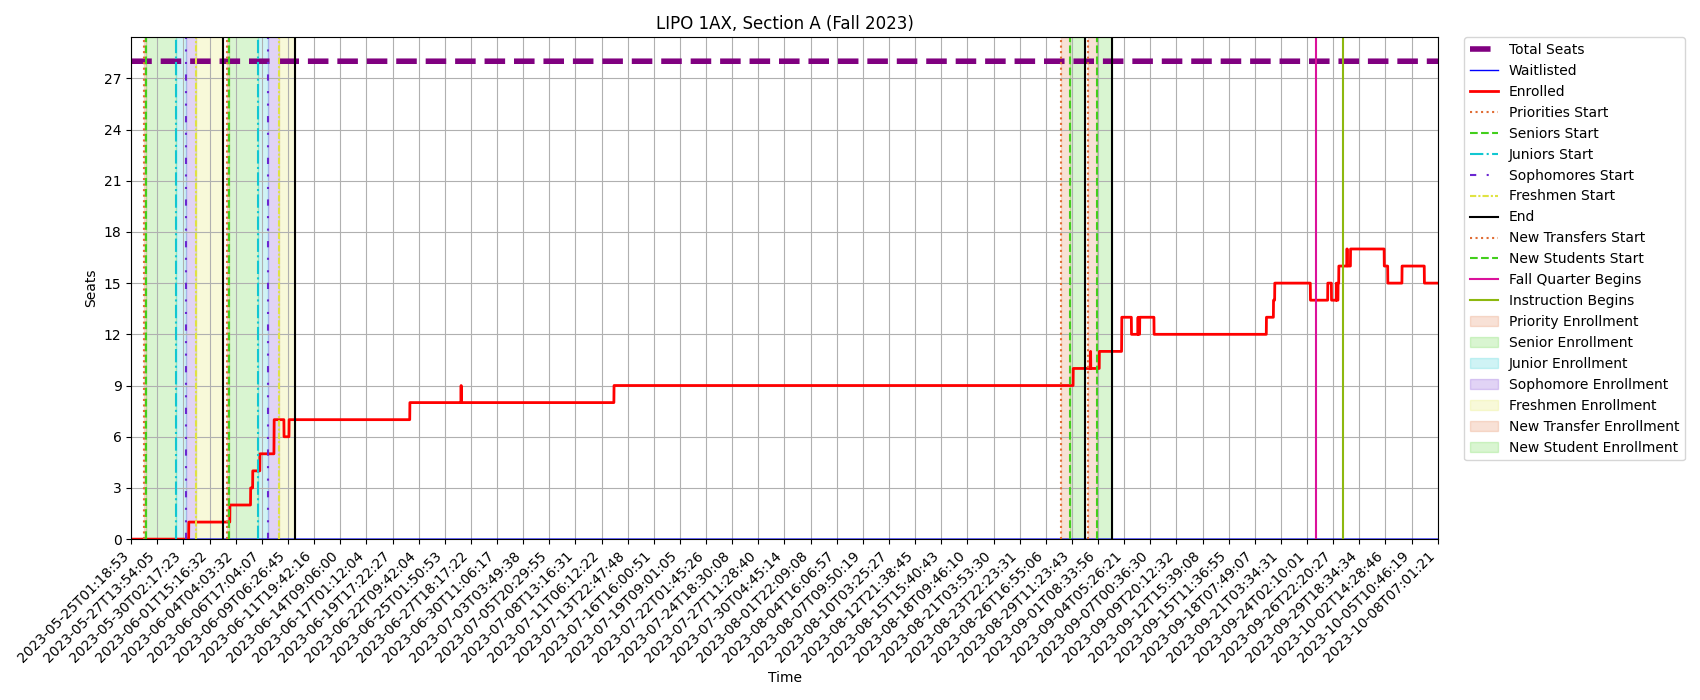 LIPO 1AX, Section A (Fall 2023)
Seats
27
24
21
18
15
12
9
6
3
0
2023-05-25T01:18:53
2023-05-27T13:54:05
2023-05-30T02:17:23
2023-06-01T15:16:32
2023-06-04T04:03:32
2023-06-06T17:04:07
2023-06-09T06:26:45
2023-06-11T19:42:16
2023-06-14T09:06:00
2023-06-17T01:12:04
2023-06-19T17:22:27
2023-06-22T09:42:04
2023-06-25T01:50:53
2023-06-27T18:17:22
2023-06-30T11:06:17
2023-07-03T03:49:38
2023-07-05T20:29:55
2023-07-08T13:16:31
2023-07-11T06:12:22
2023-07-13T22:47:48
2023-07-16T16:00:51
2023-07-19T09:01:05
2023-07-22T01:45:26
2023-07-24T18:30:08
2023-07-27T11:28:40
2023-07-30T04:45:14
2023-08-01T22:09:08
2023-08-04T16:06:57
2023-08-07T09:50:19
2023-08-10T03:25:27
2023-08-12T21:38:45
2023-08-15T15:40:43
2023-08-18T09:46:10
2023-08-21T03:53:30
2023-08-23T22:23:31
2023-08-26T16:55:06
2023-08-29T11:23:43
2023-09-01T08:33:56
2023-09-04T05:26:21
2023-09-07T00:36:30
2023-09-09T20:12:32
2023-09-12T15:39:08
2023-09-15T11:36:55
2023-09-18T07:49:07
2023-09-21T03:34:31
2023-09-24T02:10:01
2023-09-26T22:20:27
2023-09-29T18:34:34
2023-10-02T14:28:46
2023-10-05T10:46:19
2023-10-08T07:01:21
Time
Total Seats
Waitlisted
Enrolled
Priorities Start
Seniors Start
Juniors Start
Sophomores Start
Freshmen Start
End
New Transfers Start
New Students Start
Fall Quarter Begins
Instruction Begins
Priority Enrollment
Senior Enrollment
Junior Enrollment
Sophomore Enrollment
Freshmen Enrollment
New Transfer Enrollment
New Student Enrollment